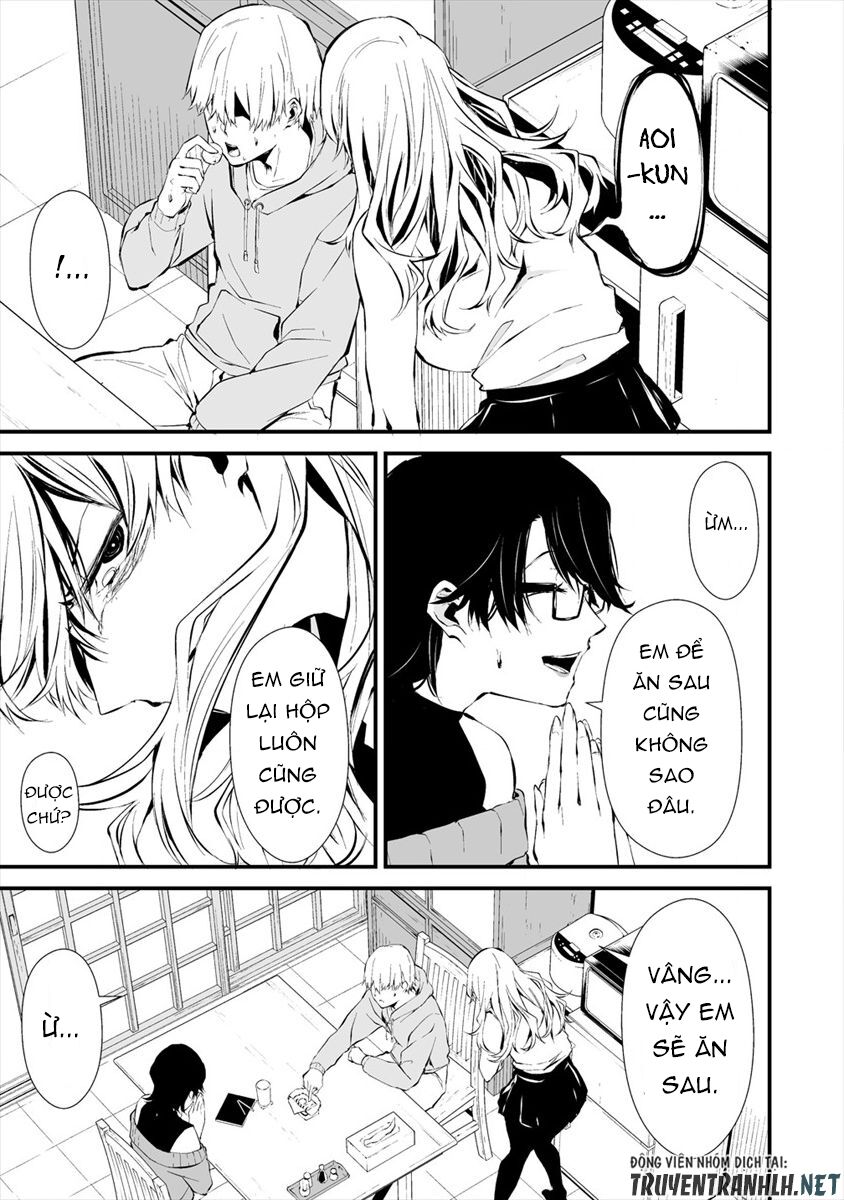 AOI
-KUN
...
!...
ỪM...
EM ĐỂ
ĂN SAU
CŨNG
KHÔNG
SAO
ĐÂU.
EM GIỮ
LẠI HỘP
LUÔN
CŨNG
ĐƯỢC.
ĐƯỢC
CHỨ?
VÂNG...
VẬY EM
SẼ ĂN
SAU.
Ừ...
ĐỘNG VIÊN NHÓM DỊCH TẠI:
TRUYENTRANHLH.NET